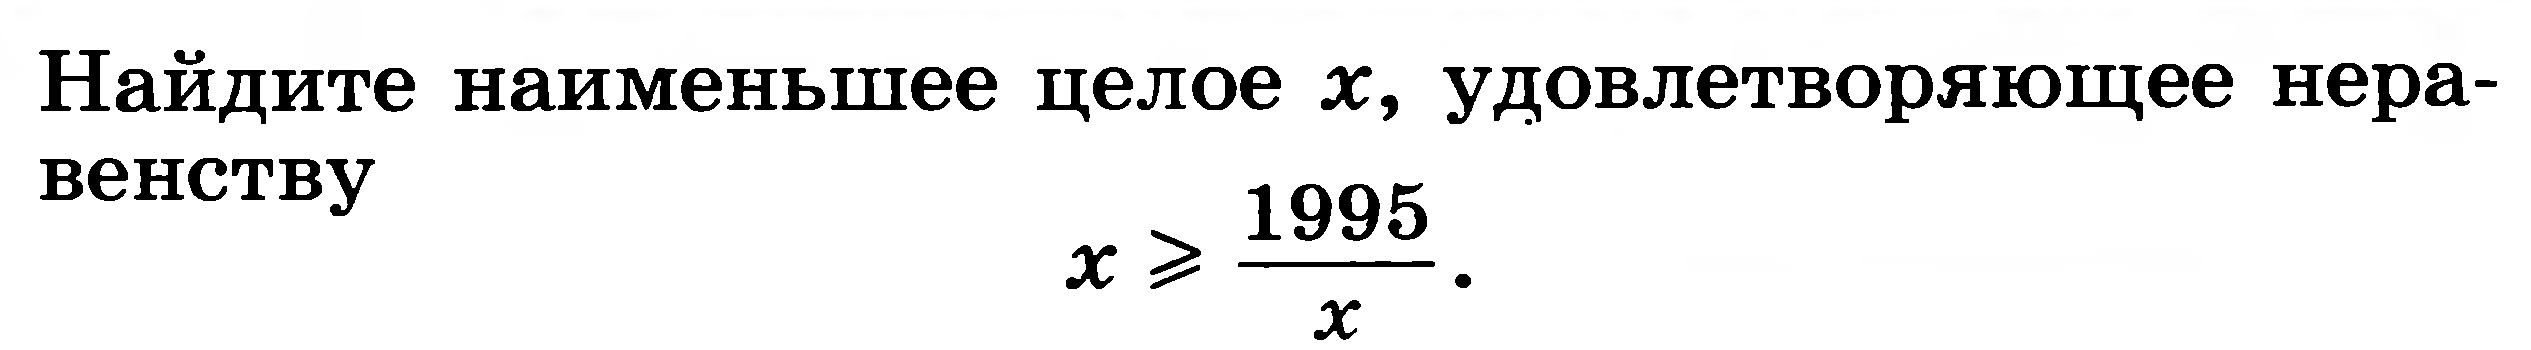 Найдите наименьшее целое x, удовлетворяющее нера-
венству
x ⩾ 1995/x.